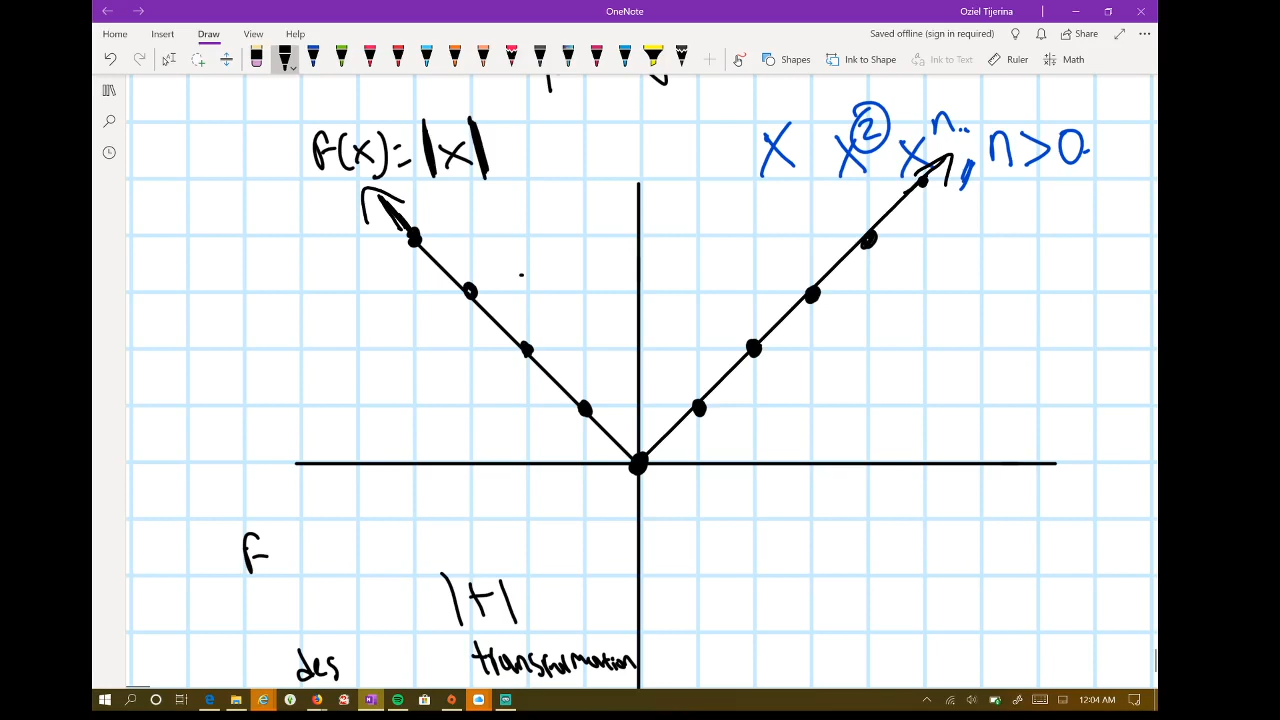 OneNote
Oziel Tijerina
Home Insert Draw View Help
Saved offline (sign in required)
Share
Shapes
Ink to Shape
Ink to Text
Ruler
Math
F(x)=|x|
x x² xⁿ.., n>0.
F
|+|
des transformation
12:04 AM